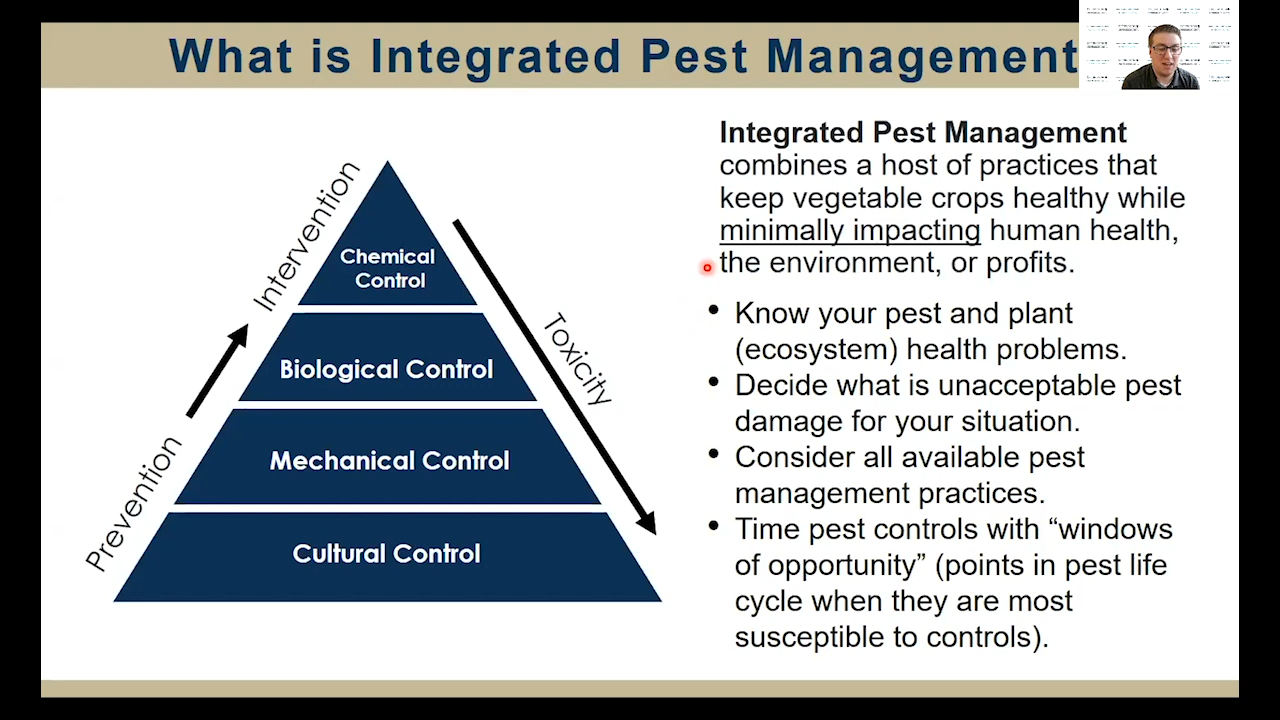 What is Integrated Pest Management
Integrated Pest Management
combines a host of practices that
keep vegetable crops healthy while
minimally impacting human health,
the environment, or profits.
• Know your pest and plant
(ecosystem) health problems.
• Decide what is unacceptable pest
damage for your situation.
• Consider all available pest
management practices.
• Time pest controls with “windows
of opportunity” (points in pest life
cycle when they are most
susceptible to controls).
Intervention
Prevention
Toxicity
Chemical
Control
Biological Control
Mechanical Control
Cultural Control